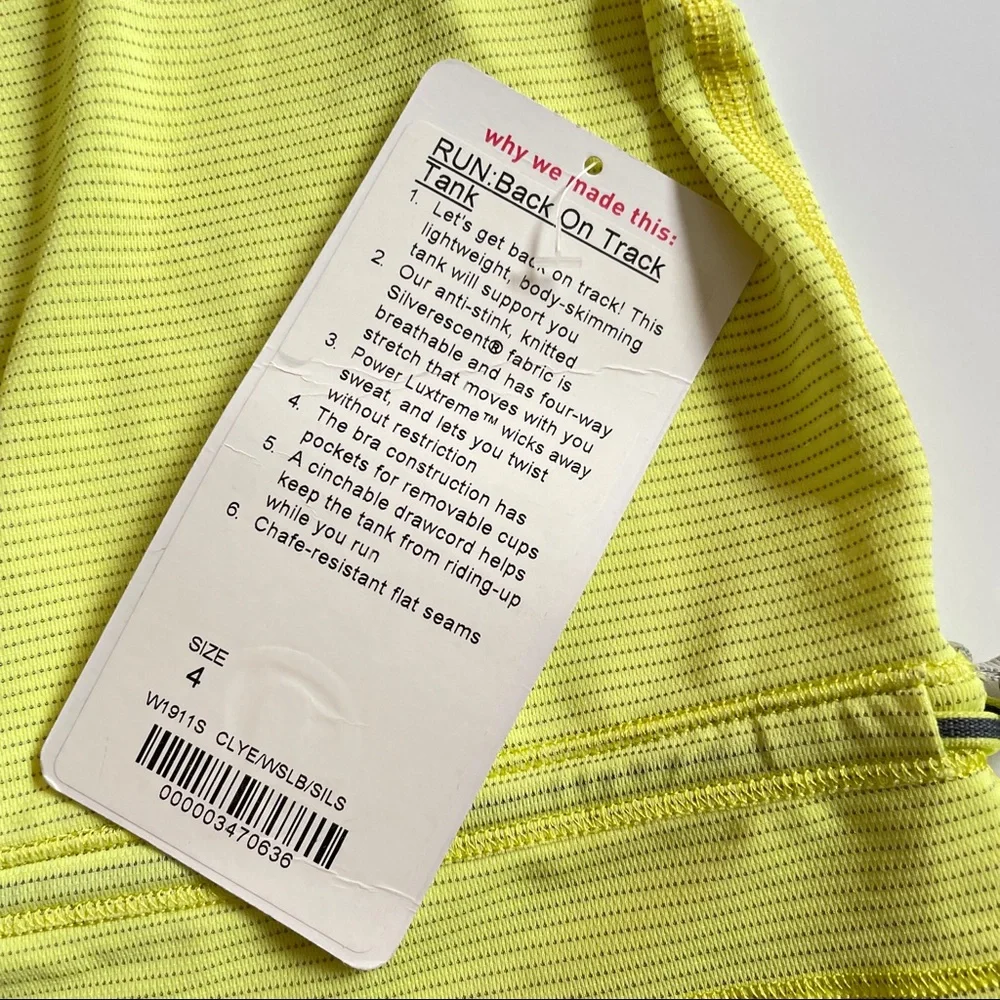 why we made this:
RUN:Back On Track
Tank
1. Let's get back on track! This
lightweight, body-skimming
tank will support you
2. Our anti-stink, knitted
Silverescent® fabric is
breathable and has four-way
stretch that moves with you
3. Power Luxtreme™ wicks away
sweat, and lets you twist
without restriction
4. The bra construction has
pockets for removable cups
5. A cinchable drawcord helps
keep the tank from riding-up
while you run
6. Chafe-resistant flat seams
SIZE
4
W1911S CLYE/WSLB/SILS
000003470636